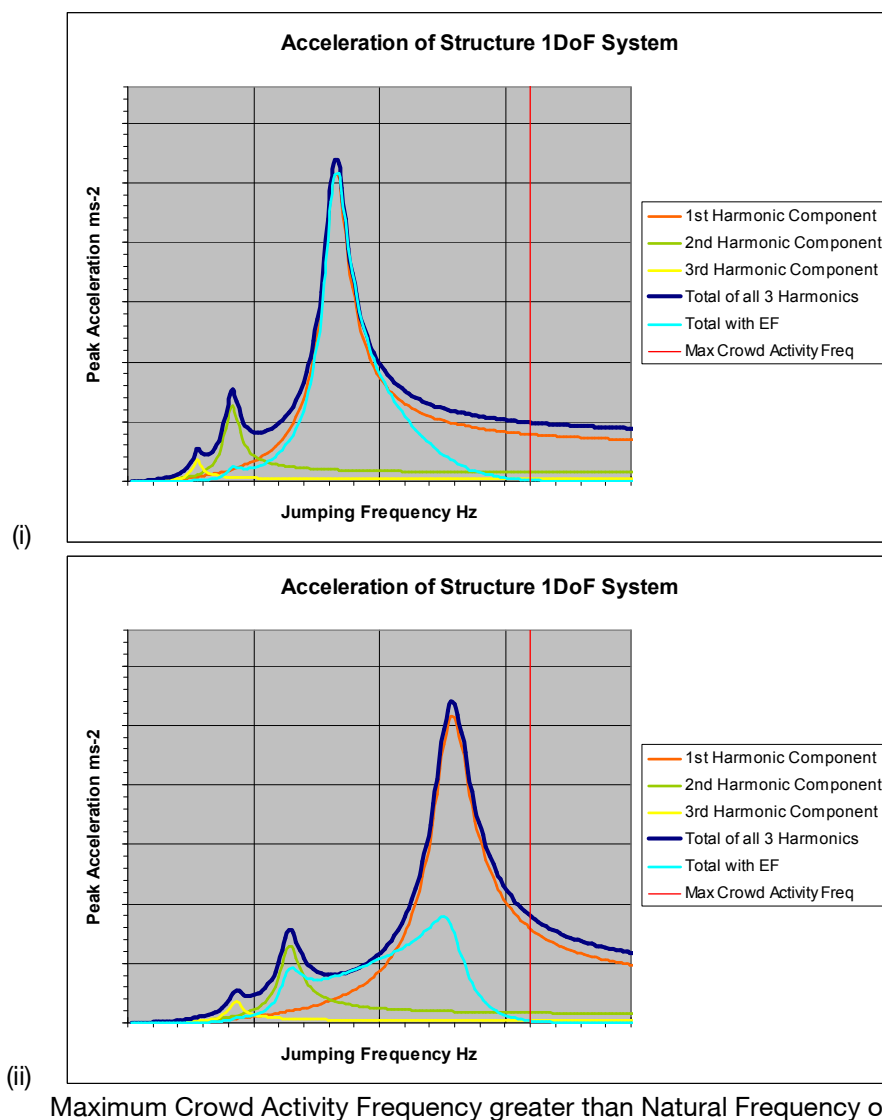 Acceleration of Structure 1DoF System
Peak Acceleration ms-2
1st Harmonic Component
2nd Harmonic Component
3rd Harmonic Component
Total of all 3 Harmonics
Total with EF
Max Crowd Activity Freq
Jumping Frequency Hz
(i)
Acceleration of Structure 1DoF System
Peak Acceleration ms-2
1st Harmonic Component
2nd Harmonic Component
3rd Harmonic Component
Total of all 3 Harmonics
Total with EF
Max Crowd Activity Freq
Jumping Frequency Hz
(ii)
Maximum Crowd Activity Frequency greater than Natural Frequency o